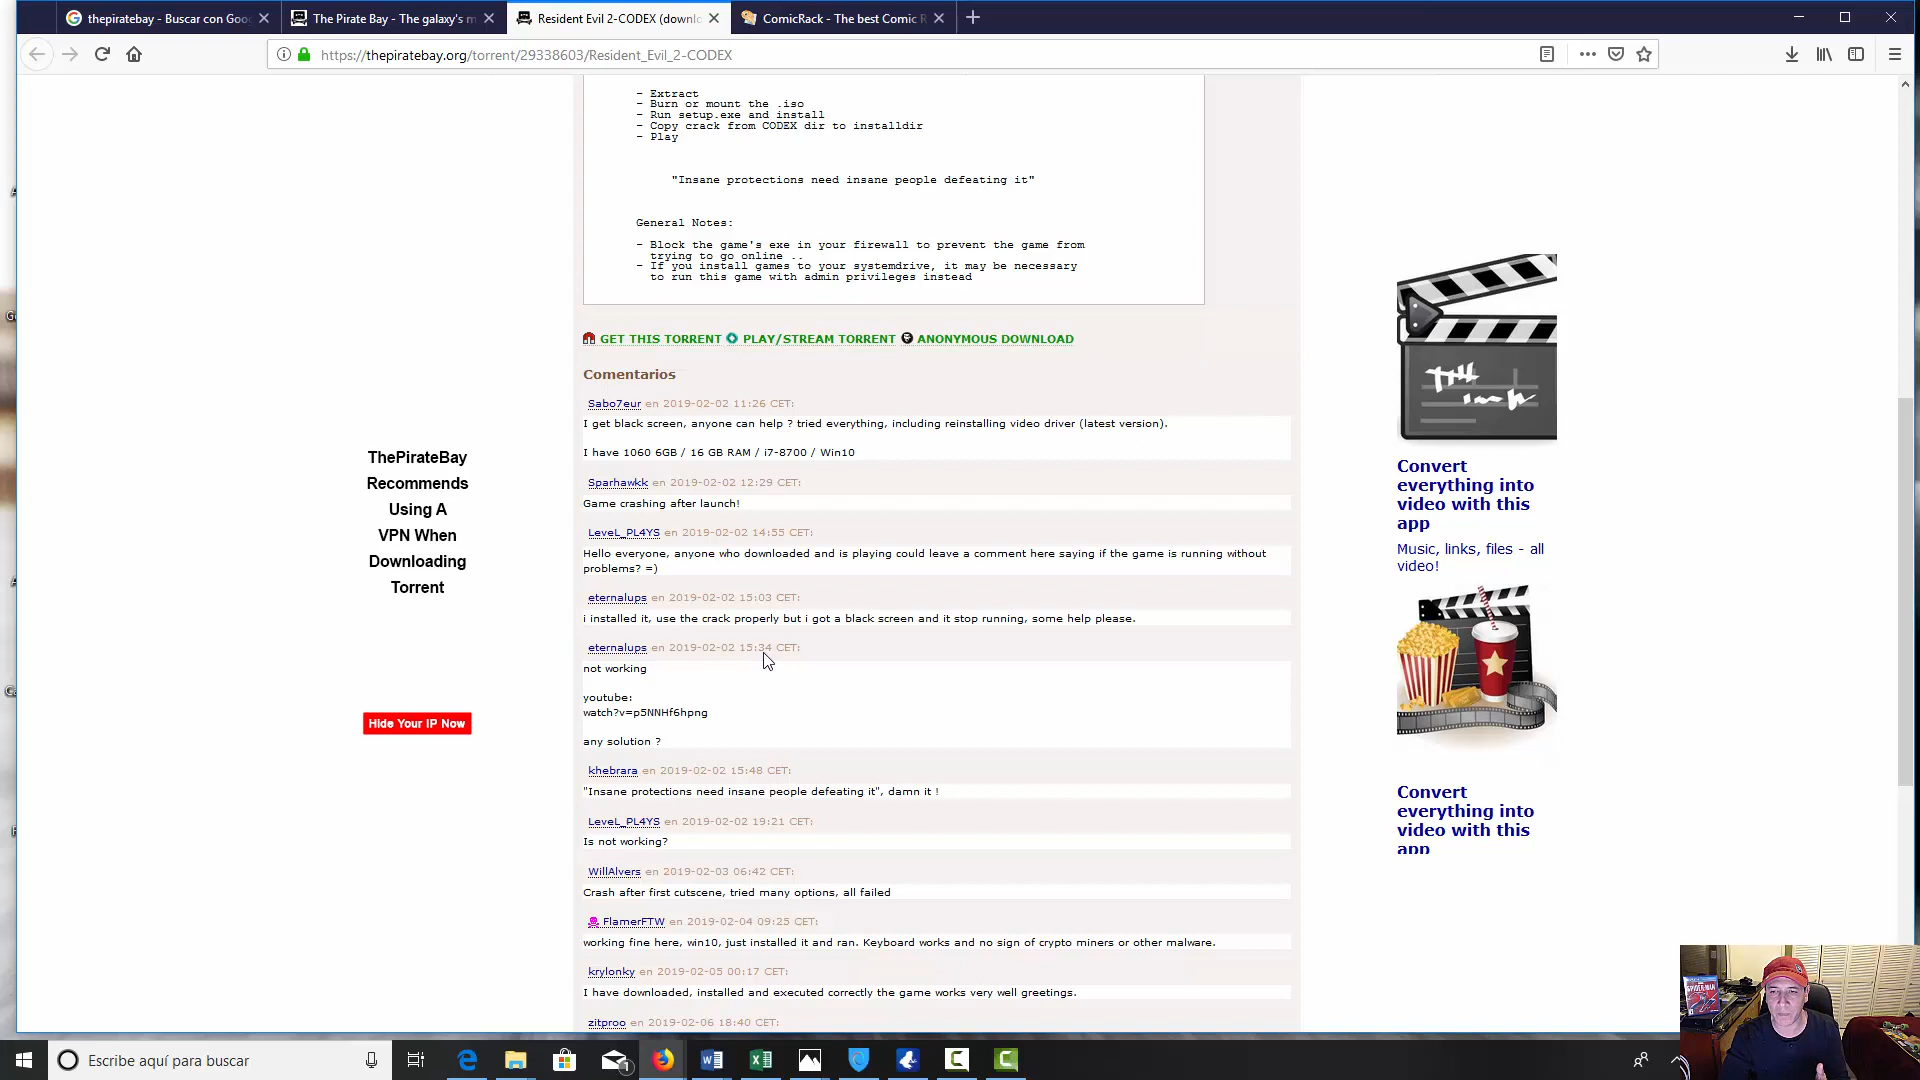 thepiratebay - Buscar con Goo
The Pirate Bay - The galaxy's m
Resident Evil 2-CODEX (downlo
ComicRack - The best Comic R
https://thepiratebay.org/torrent/29338603/Resident_Evil_2-CODEX
- Extract
- Burn or mount the .iso
- Run setup.exe and install
- Copy crack from CODEX dir to installdir
- Play
"Insane protections need insane people defeating it"
General Notes:
- Block the game's exe in your firewall to prevent the game from
trying to go online ..
- If you install games to your systemdrive, it may be necessary
to run this game with admin privileges instead
GET THIS TORRENT PLAY/STREAM TORRENT ANONYMOUS DOWNLOAD
Comentarios
Sabo7eur en 2019-02-02 11:26 CET:
I get black screen, anyone can help ? tried everything, including reinstalling video driver (latest version).
I have 1060 6GB / 16 GB RAM / i7-8700 / Win10
Sparhawkk en 2019-02-02 12:29 CET:
Game crashing after launch!
LeveL_PL4YS en 2019-02-02 14:55 CET:
Hello everyone, anyone who downloaded and is playing could leave a comment here saying if the game is running without
problems? =)
eternalups en 2019-02-02 15:03 CET:
i installed it, use the crack properly but i got a black screen and it stop running, some help please.
eternalups en 2019-02-02 15:34 CET:
not working
youtube:
watch?v=p5NNHf6hpng
any solution ?
khebrara en 2019-02-02 15:48 CET:
"Insane protections need insane people defeating it", damn it !
LeveL_PL4YS en 2019-02-02 19:21 CET:
Is not working?
WillAlvers en 2019-02-03 06:42 CET:
Crash after first cutscene, tried many options, all failed
FlamerFTW en 2019-02-04 09:25 CET:
working fine here, win10, just installed it and ran. Keyboard works and no sign of crypto miners or other malware.
krylonky en 2019-02-05 00:17 CET:
I have downloaded, installed and executed correctly the game works very well greetings.
zitproo en 2019-02-06 18:40 CET:
ThePirateBay
Recommends
Using A
VPN When
Downloading
Torrent
Hide Your IP Now
Convert
everything into
video with this
app
Music, links, files - all
video!
Convert
everything into
video with this
app
SPIDER-MAN
Escribe aquí para buscar
1